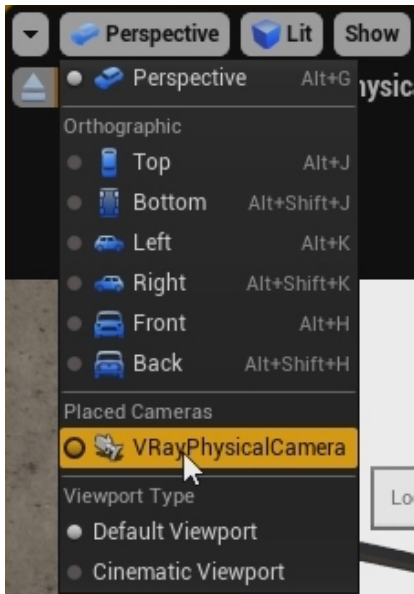 Perspective Lit Show
Perspective Alt+G
Orthographic
Top Alt+J
Bottom Alt+Shift+J
Left Alt+K
Right Alt+Shift+K
Front Alt+H
Back Alt+Shift+H
Placed Cameras
VRayPhysicalCamera
Viewport Type
Default Viewport
Cinematic Viewport